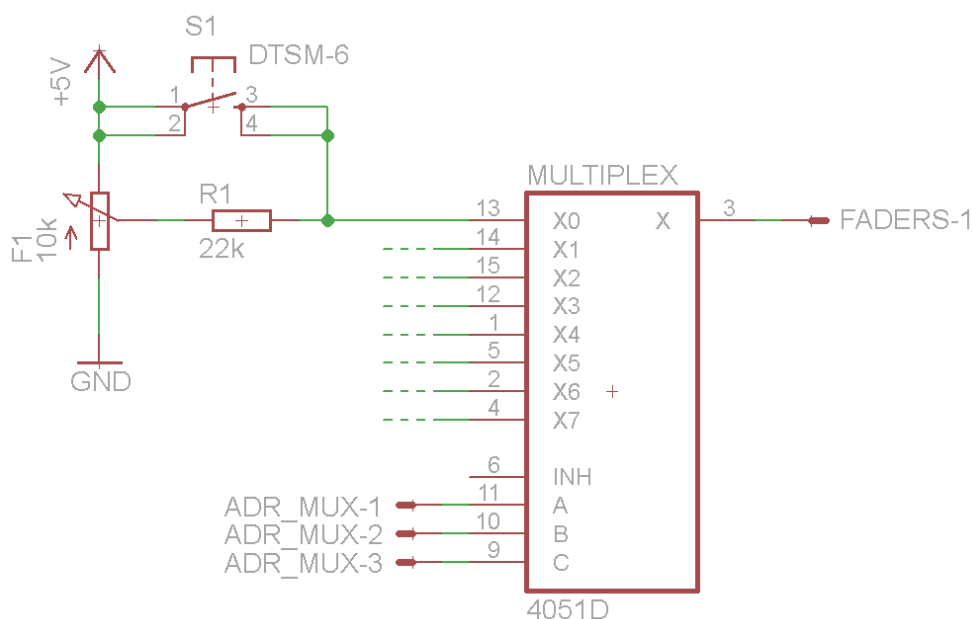 S1
DTSM-6
+5V
1
3
2
4
F1
10k
R1
22k
GND
MULTIPLEX
13
X0
X
3
FADERS-1
14
X1
15
X2
12
X3
1
X4
5
X5
2
X6
4
X7
6
INH
ADR_MUX-1
11
A
ADR_MUX-2
10
B
ADR_MUX-3
9
C
4051D